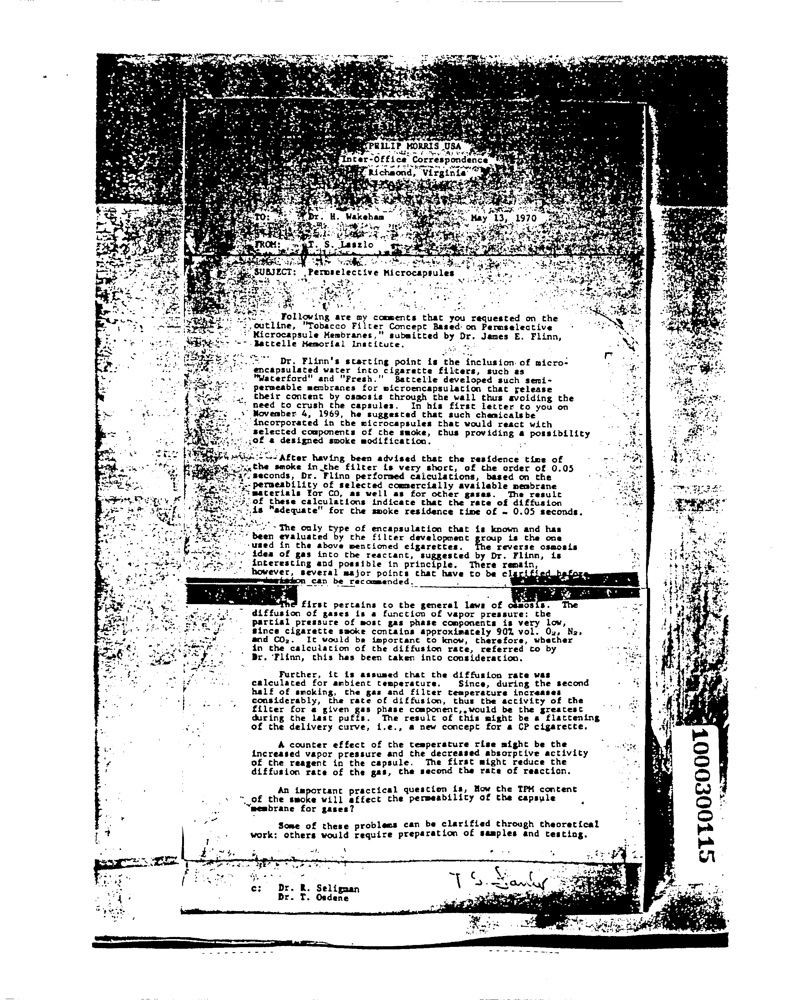 PHILIP MORRIS USA
Inter-Office Correspondence
Richmond, Virginia
TO: Dr. H. Wakeham May 13, 1970
FROM: T. S. Laszlo
SUBJECT: Permselective Microcapsules
Following are my comments that you requested on the
outline, "Tobacco Filter Concept Based on Permselective
Microcapsule Membranes," submitted by Dr. James E. Flinn,
Battelle Memorial Institute.
Dr. Flinn's starting point is the inclusion of micro-
encapsulated water into cigarette filters, such as
"Waterford" and "Fresh." Battelle developed such semi-
permeable membranes for microencapsulation that release
their content by osmosis through the wall thus avoiding the
need to crush the capsules. In his first letter to you on
November 4, 1969, he suggested that such chemicalsbe
incorporated in the microcapsules that would react with
selected components of the smoke, thus providing a possibility
of a designed smoke modification.
After having been advised that the residence time of
the smoke in the filter is very short, of the order of 0.05
seconds, Dr. Flinn performed calculations, based on the
permeability of selected commercially available membrane
materials for CO, as well as for other gases. The result
of these calculations indicate that the rate of diffusion
is "adequate" for the smoke residence time of ~ 0.05 seconds.
The only type of encapsulation that is known and has
been evaluated by the filter development group is the one
used in the above mentioned cigarettes. The reverse osmosis
idea of gas into the reactant, suggested by Dr. Flinn, is
interesting and possible in principle. There remain,
however, several major points that have to be clarified before
can be recommended.
The first pertains to the general laws of osmosis. The
diffusion of gases is a function of vapor pressure: the
partial pressure of most gas phase components is very low,
since cigarette smoke contains approximately 90% vol. O₂, N₂,
and CO₂. It would be important to know, therefore, whether
in the calculation of the diffusion rate, referred to by
Dr. Flinn, this has been taken into consideration.
Further, it is assumed that the diffusion rate was
calculated for ambient temperature. Since, during the second
half of smoking, the gas and filter temperature increases
considerably, the rate of diffusion, thus the activity of the
filter for a given gas phase component, would be the greatest
during the last puffs. The result of this might be a flattening
of the delivery curve, i.e., a new concept for a CP cigarette.
A counter effect of the temperature rise might be the
increased vapor pressure and the decreased absorptive activity
of the reagent in the capsule. The first might reduce the
diffusion rate of the gas, the second the rate of reaction.
An important practical question is, How the TPM content
of the smoke will affect the permeability of the capsule
membrane for gases?
Some of these problems can be clarified through theoretical
work: others would require preparation of samples and testing.
T S. Laszlo
c: Dr. R. Seligman
Dr. T. Osdene
1000300115